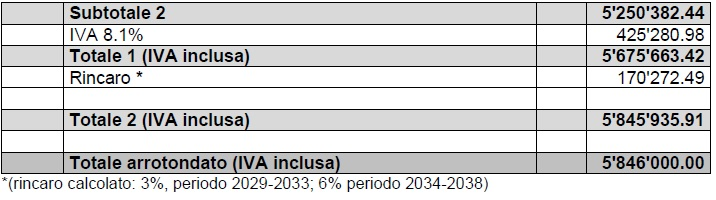 Subtotale 2 5'250'382.44
IVA 8.1% 425'280.98
Totale 1 (IVA inclusa) 5'675'663.42
Rincaro * 170'272.49
Totale 2 (IVA inclusa) 5'845'935.91
Totale arrotondato (IVA inclusa) 5'846'000.00
*(rincaro calcolato: 3%, periodo 2029-2033; 6% periodo 2034-2038)